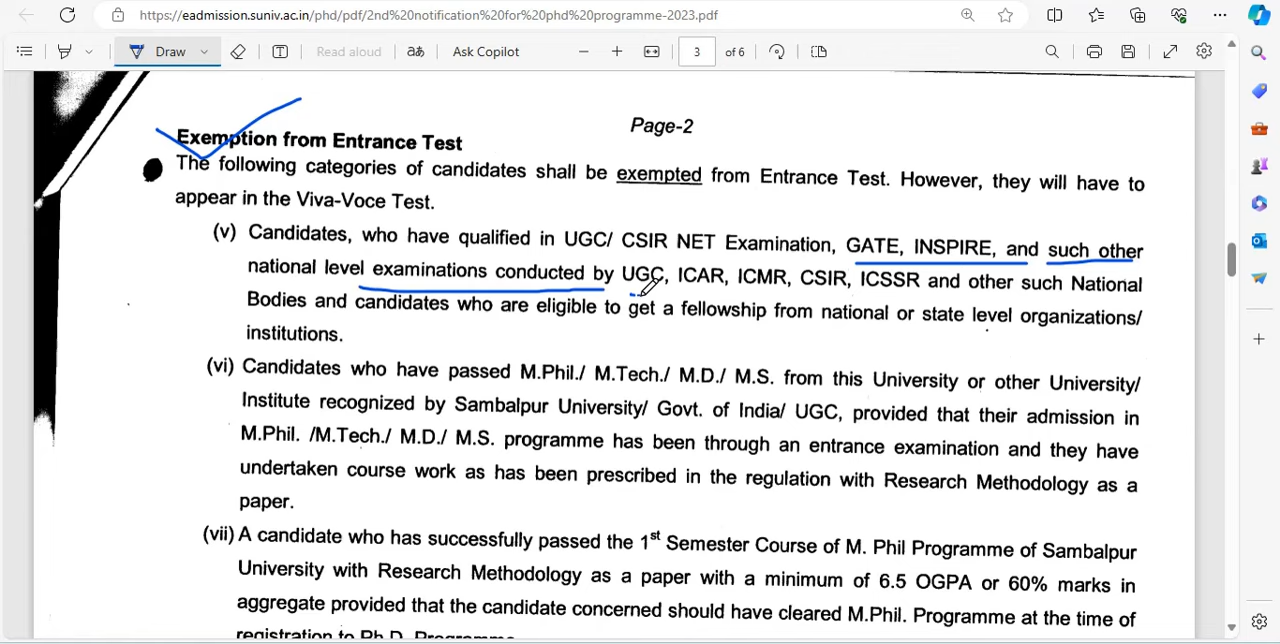 https://eadmission.suniv.ac.in/phd/pdf/2nd%20notification%20for%20phd%20programme-2023.pdf
Draw
Read aloud
aあ
Ask Copilot
3
of 6
Page-2
Exemption from Entrance Test
The following categories of candidates shall be exempted from Entrance Test. However, they will have to
appear in the Viva-Voce Test.
(v) Candidates, who have qualified in UGC/ CSIR NET Examination, GATE, INSPIRE, and such other
national level examinations conducted by UGC, ICAR, ICMR, CSIR, ICSSR and other such National
Bodies and candidates who are eligible to get a fellowship from national or state level organizations/
institutions.
(vi) Candidates who have passed M.Phil./ M.Tech./ M.D./ M.S. from this University or other University/
Institute recognized by Sambalpur University/ Govt. of India/ UGC, provided that their admission in
M.Phil. /M.Tech./ M.D./ M.S. programme has been through an entrance examination and they have
undertaken course work as has been prescribed in the regulation with Research Methodology as a
paper.
(vii) A candidate who has successfully passed the 1st Semester Course of M. Phil Programme of Sambalpur
University with Research Methodology as a paper with a minimum of 6.5 OGPA or 60% marks in
aggregate provided that the candidate concerned should have cleared M.Phil. Programme at the time of
registration to Ph.D. Programme.